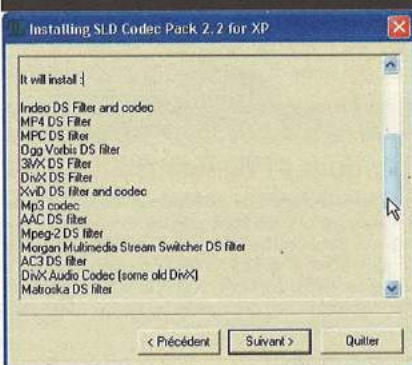 Installing SLD Codec Pack 2.2 for XP
It will install :
Indeo DS Filter and codec
MP4 DS Filter
MPC DS filter
Ogg Vorbis DS filter
3iVX DS Filter
DivX DS Filter
XviD DS filter and codec
Mp3 codec
AAC DS filter
Mpeg-2 DS filter
Morgan Multimedia Stream Switcher DS filter
AC3 DS filter
DivX Audio Codec (some old DivX)
Matroska DS filter
< Précédent
Suivant >
Quitter